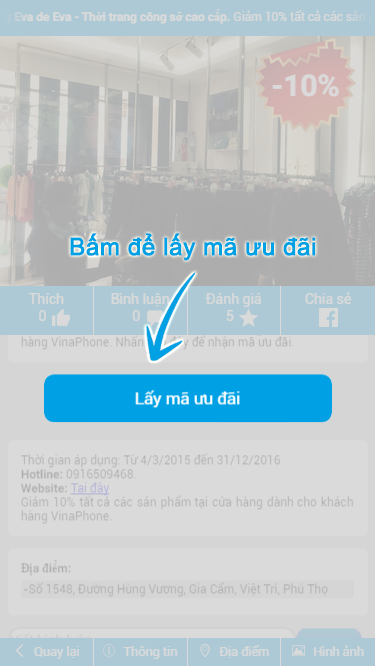 Eva de Eva - Thời trang công sở cao cấp. Giảm 10% tất cả các sản
-10%
Bấm để lấy mã ưu đãi
Thích
0
Bình luận
0
Đánh giá
5
Chia sẻ
hàng VinaPhone. Nhấn đây để nhận mã ưu đãi.
Lấy mã ưu đãi
Thời gian áp dụng: Từ 4/3/2015 đến 31/12/2016
Hotline: 0916509468.
Website: Tại đây
Giảm 10% tất cả các sản phẩm tại cửa hàng dành cho khách
hàng VinaPhone.
Địa điểm:
-Số 1548, Đường Hùng Vương, Gia Cẩm, Việt Trì, Phú Thọ
Quay lại
Thông tin
Địa điểm
Hình ảnh